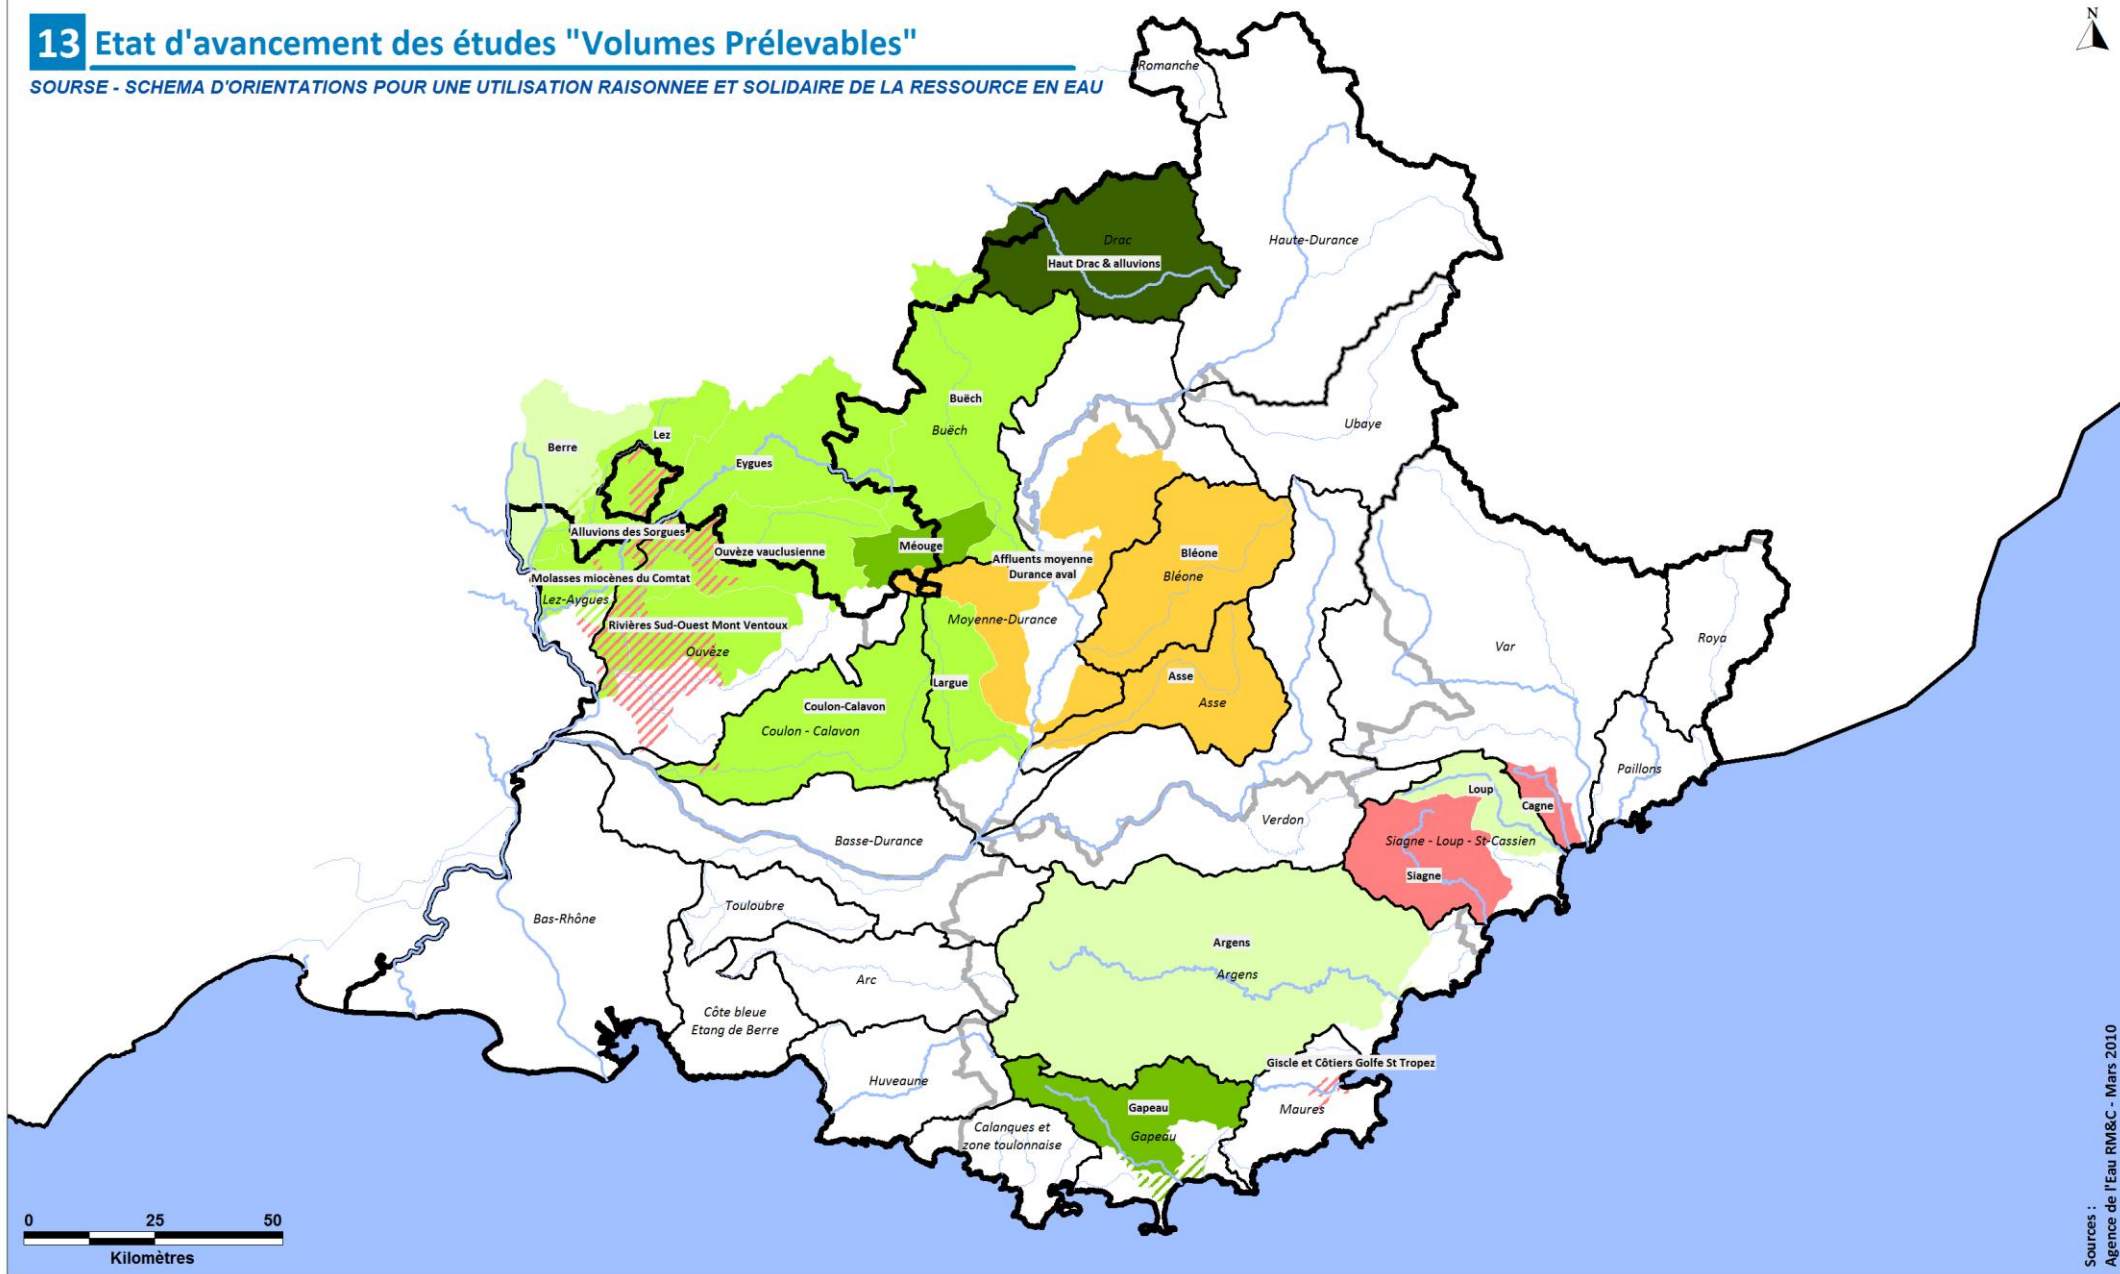 13 Etat d'avancement des études "Volumes Prélevables"
SOURSE - SCHEMA D'ORIENTATIONS POUR UNE UTILISATION RAISONNEE ET SOLIDAIRE DE LA RESSOURCE EN EAU
N
Romanche
Drac
Haut Drac & alluvions
Haute-Durance
Buëch
Buëch
Ubaye
Berre
Lez
Eygues
Alluvions des Sorgues
Ouvèze vauclusienne
Méouge
Affluents moyenne
Durance aval
Bléone
Bléone
Molasses miocènes du Comtat
Lez-Aygues
Rivières Sud-Ouest Mont Ventoux
Ouvèze
Moyenne-Durance
Var
Roya
Largue
Asse
Asse
Coulon-Calavon
Coulon - Calavon
Paillons
Loup
Cagne
Verdon
Siagne - Loup - St-Cassien
Siagne
Basse-Durance
Touloubre
Bas-Rhône
Argens
Argens
Arc
Côte bleue
Etang de Berre
Giscle et Côtiers Golfe St Tropez
Huveaune
Gapeau
Gapeau
Maures
Calanques et
zone toulonnaise
0 25 50
Kilomètres
Sources :
Agence de l'Eau RM&C - Mars 2010